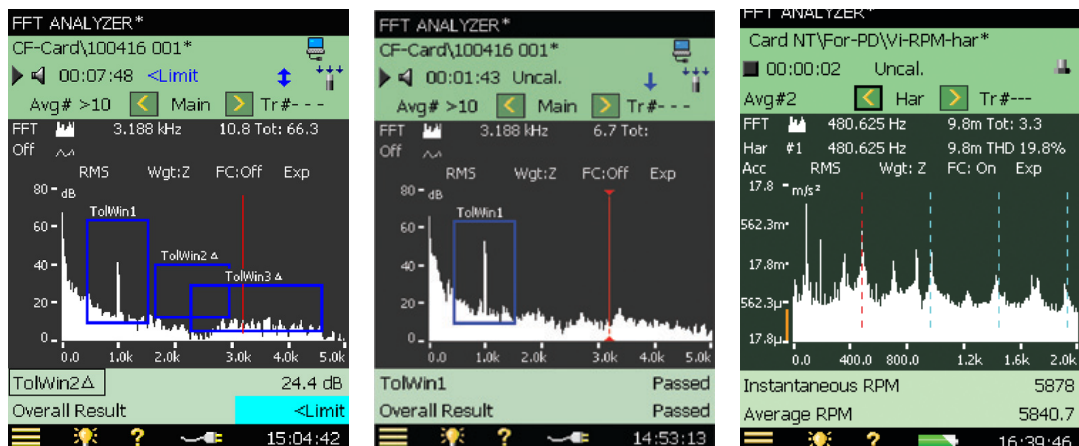 FFT ANALYZER*
CF-Card\100416 001*
00:07:48 <Limit
Avg# >10 < Main > Tr#- - -
FFT 3.188 kHz 10.8 Tot: 66.3
Off
RMS Wgt:Z FC:Off Exp
80 dB
TolWin1
60
TolWin2 Δ
40
TolWin3 Δ
20
0
0.0 1.0k 2.0k 3.0k 4.0k 5.0k
TolWin2Δ 24.4 dB
Overall Result <Limit
? 15:04:42
FFT ANALYZER*
CF-Card\100416 001*
00:01:43 Uncal.
Avg# >10 < Main > Tr#- - -
FFT 3.188 kHz 6.7 Tot:
Off
RMS Wgt:Z FC:Off Exp
80 dB
TolWin1
60
40
20
0
0.0 1.0k 2.0k 3.0k 4.0k 5.0k
TolWin1 Passed
Overall Result Passed
? 14:53:13
FFT ANALYZER*
Card NT\For-PD\Vi-RPM-har*
00:00:02 Uncal.
Avg#2 < Har > Tr#---
FFT 480.625 Hz 9.8m Tot: 3.3
Har #1 480.625 Hz 9.8m THD 19.8%
Acc RMS Wgt: Z FC: On Exp
17.8 m/s²
562.3m
17.8m
562.3µ
17.8µ
0.0 400.0 800.0 1.2k 1.6k 2.0k
Instantaneous RPM 5878
Average RPM 5840.7
? 16:39:46